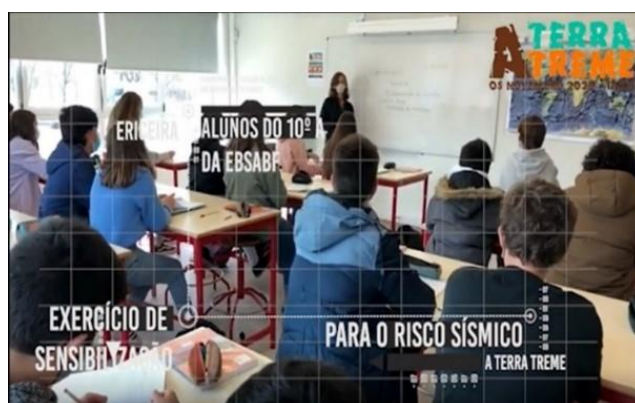 A TERRA
TREME
ERICEIRA
ALUNOS DO 10º A
DA EBSABF
EXERCÍCIO DE
SENSIBILIZAÇÃO
PARA O RISCO SÍSMICO
A TERRA TREME